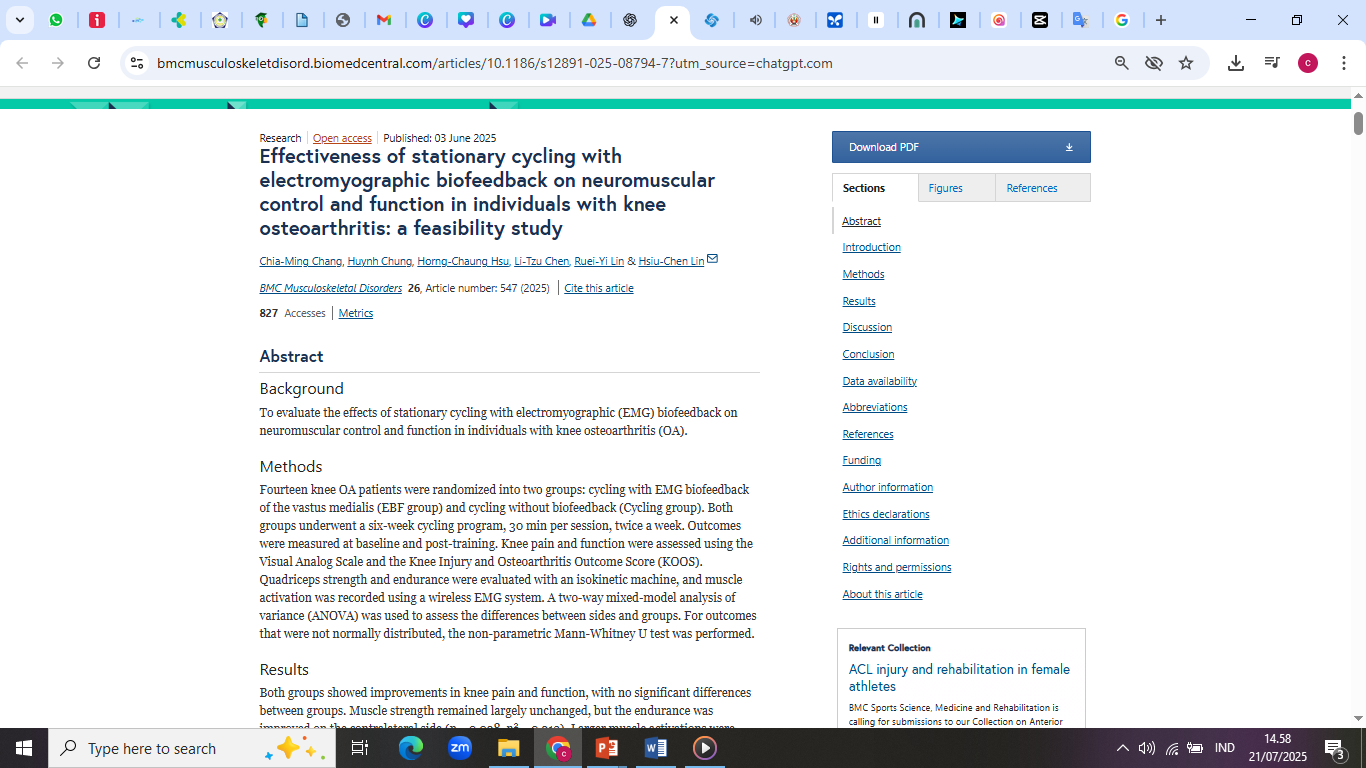 bmcmusculoskeletdisord.biomedcentral.com/articles/10.1186/s12891-025-08794-7?utm_source=chatgpt.com
Research Open access Published: 03 June 2025
Effectiveness of stationary cycling with
electromyographic biofeedback on neuromuscular
control and function in individuals with knee
osteoarthritis: a feasibility study
Chia-Ming Chang, Huynh Chung, Horng-Chaung Hsu, Li-Tzu Chen, Ruei-Yi Lin & Hsiu-Chen Lin
BMC Musculoskeletal Disorders 26, Article number: 547 (2025) Cite this article
827 Accesses Metrics
Abstract
Background
To evaluate the effects of stationary cycling with electromyographic (EMG) biofeedback on
neuromuscular control and function in individuals with knee osteoarthritis (OA).
Methods
Fourteen knee OA patients were randomized into two groups: cycling with EMG biofeedback
of the vastus medialis (EBF group) and cycling without biofeedback (Cycling group). Both
groups underwent a six-week cycling program, 30 min per session, twice a week. Outcomes
were measured at baseline and post-training. Knee pain and function were assessed using the
Visual Analog Scale and the Knee Injury and Osteoarthritis Outcome Score (KOOS).
Quadriceps strength and endurance were evaluated with an isokinetic machine, and muscle
activation was recorded using a wireless EMG system. A two-way mixed-model analysis of
variance (ANOVA) was used to assess the differences between sides and groups. For outcomes
that were not normally distributed, the non-parametric Mann-Whitney U test was performed.
Results
Both groups showed improvements in knee pain and function, with no significant differences
between groups. Muscle strength remained largely unchanged, but the endurance was
improved on the contralateral side
Download PDF
Sections Figures References
Abstract
Introduction
Methods
Results
Discussion
Conclusion
Data availability
Abbreviations
References
Funding
Author information
Ethics declarations
Additional information
Rights and permissions
About this article
Relevant Collection
ACL injury and rehabilitation in female
athletes
BMC Sports Science, Medicine and Rehabilitation is
calling for submissions to our Collection on Anterior
Type here to search
zm
IND
14.58
21/07/2025
3